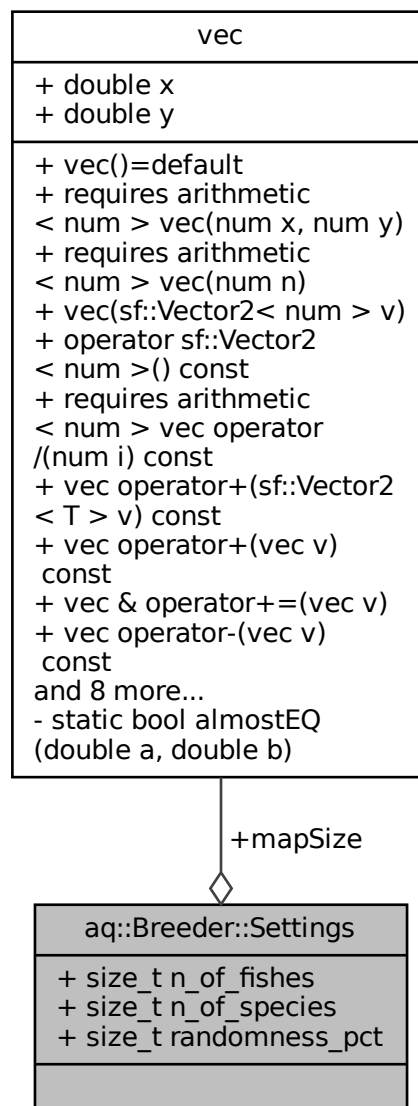 vec
+ double x
+ double y
+ vec()=default
+ requires arithmetic
< num > vec(num x, num y)
+ requires arithmetic
< num > vec(num n)
+ vec(sf::Vector2< num > v)
+ operator sf::Vector2
< num >() const
+ requires arithmetic
< num > vec operator
/(num i) const
+ vec operator+(sf::Vector2
< T > v) const
+ vec operator+(vec v)
const
+ vec & operator+=(vec v)
+ vec operator-(vec v)
const
and 8 more...
- static bool almostEQ
(double a, double b)
+mapSize
aq::Breeder::Settings
+ size_t n_of_fishes
+ size_t n_of_species
+ size_t randomness_pct